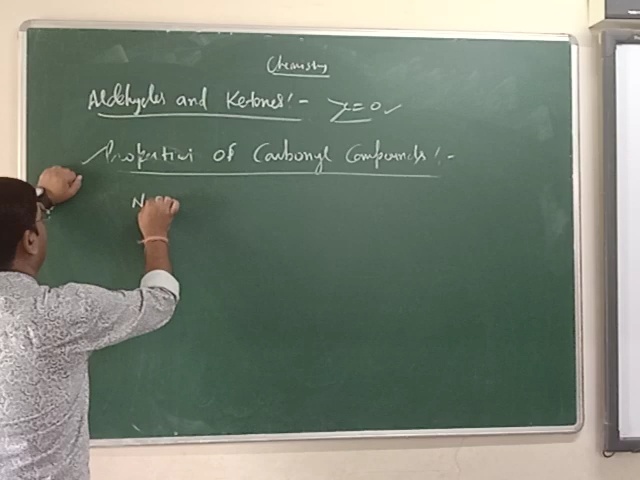 Chemistry
Aldehydes and Ketones:- >C=O ✓
Properties of Carbonyl Compounds:-